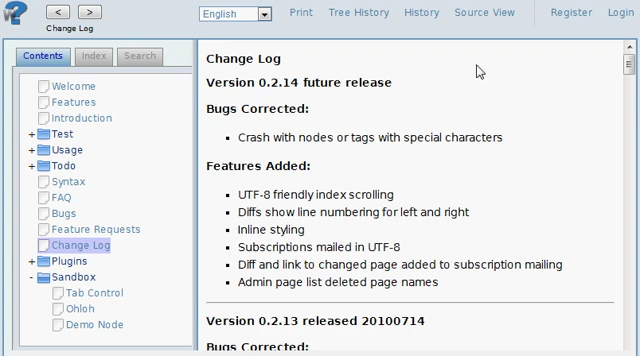 < >
Change Log
English
Print Tree History History Source View Register Login
Contents Index Search
Welcome
Features
Introduction
+ Test
+ Usage
+ Todo
Syntax
FAQ
Bugs
Feature Requests
Change Log
+ Plugins
- Sandbox
Tab Control
Ohloh
Demo Node
Change Log
Version 0.2.14 future release
Bugs Corrected:
Crash with nodes or tags with special characters
Features Added:
UTF-8 friendly index scrolling
Diffs show line numbering for left and right
Inline styling
Subscriptions mailed in UTF-8
Diff and link to changed page added to subscription mailing
Admin page list deleted page names
Version 0.2.13 released 20100714
Bugs Corrected: